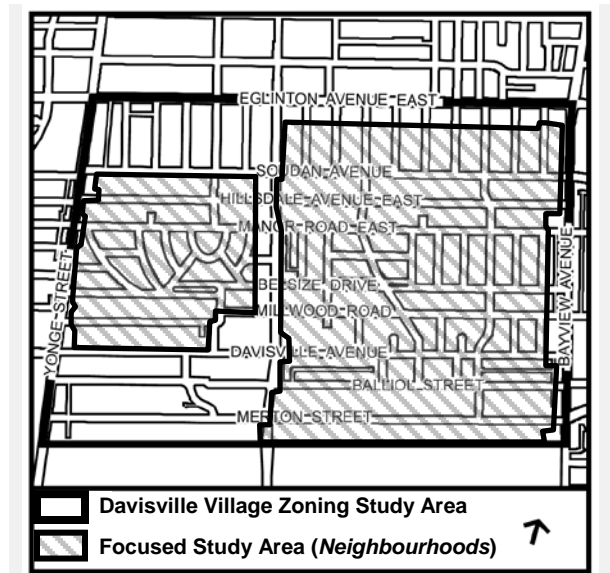 EGLINTON AVENUE EAST
SOUDAN AVENUE
HILLSDALE AVENUE EAST
MANOR ROAD EAST
BELSIZE DRIVE
MILLWOOD ROAD
DAVISVILLE AVENUE
BALLIOL STREET
MERTON STREET
YONGE STREET
BAYVIEW AVENUE
Davisville Village Zoning Study Area
Focused Study Area (Neighbourhoods)